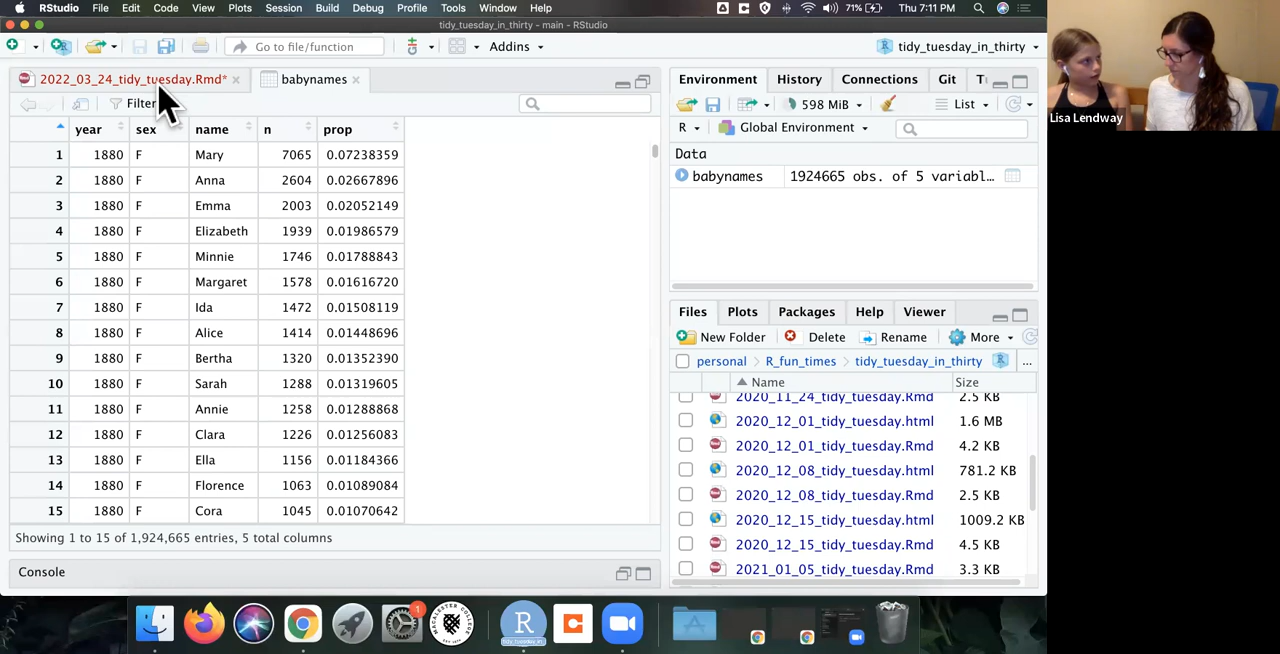 RStudio File Edit Code View Plots Session Build Debug Profile Tools Window Help 71% Thu 7:11 PM
tidy_tuesday_in_thirty - main - RStudio
Go to file/function Addins tidy_tuesday_in_thirty
2022_03_24_tidy_tuesday.Rmd* babynames
Filter
year sex name n prop
1 1880 F Mary 7065 0.07238359
2 1880 F Anna 2604 0.02667896
3 1880 F Emma 2003 0.02052149
4 1880 F Elizabeth 1939 0.01986579
5 1880 F Minnie 1746 0.01788843
6 1880 F Margaret 1578 0.01616720
7 1880 F Ida 1472 0.01508119
8 1880 F Alice 1414 0.01448696
9 1880 F Bertha 1320 0.01352390
10 1880 F Sarah 1288 0.01319605
11 1880 F Annie 1258 0.01288868
12 1880 F Clara 1226 0.01256083
13 1880 F Ella 1156 0.01184366
14 1880 F Florence 1063 0.01089084
15 1880 F Cora 1045 0.01070642
Showing 1 to 15 of 1,924,665 entries, 5 total columns
Console
Environment History Connections Git
598 MiB List
R Global Environment
Data
babynames 1924665 obs. of 5 variabl…
Files Plots Packages Help Viewer
New Folder Delete Rename More
personal R_fun_times tidy_tuesday_in_thirty ...
Name Size
2020_11_24_tidy_tuesday.Rmd 2.5 KB
2020_12_01_tidy_tuesday.html 1.6 MB
2020_12_01_tidy_tuesday.Rmd 4.2 KB
2020_12_08_tidy_tuesday.html 781.2 KB
2020_12_08_tidy_tuesday.Rmd 2.5 KB
2020_12_15_tidy_tuesday.html 1009.2 KB
2020_12_15_tidy_tuesday.Rmd 4.5 KB
2021_01_05_tidy_tuesday.Rmd 3.3 KB
Lisa Lendway
1
R